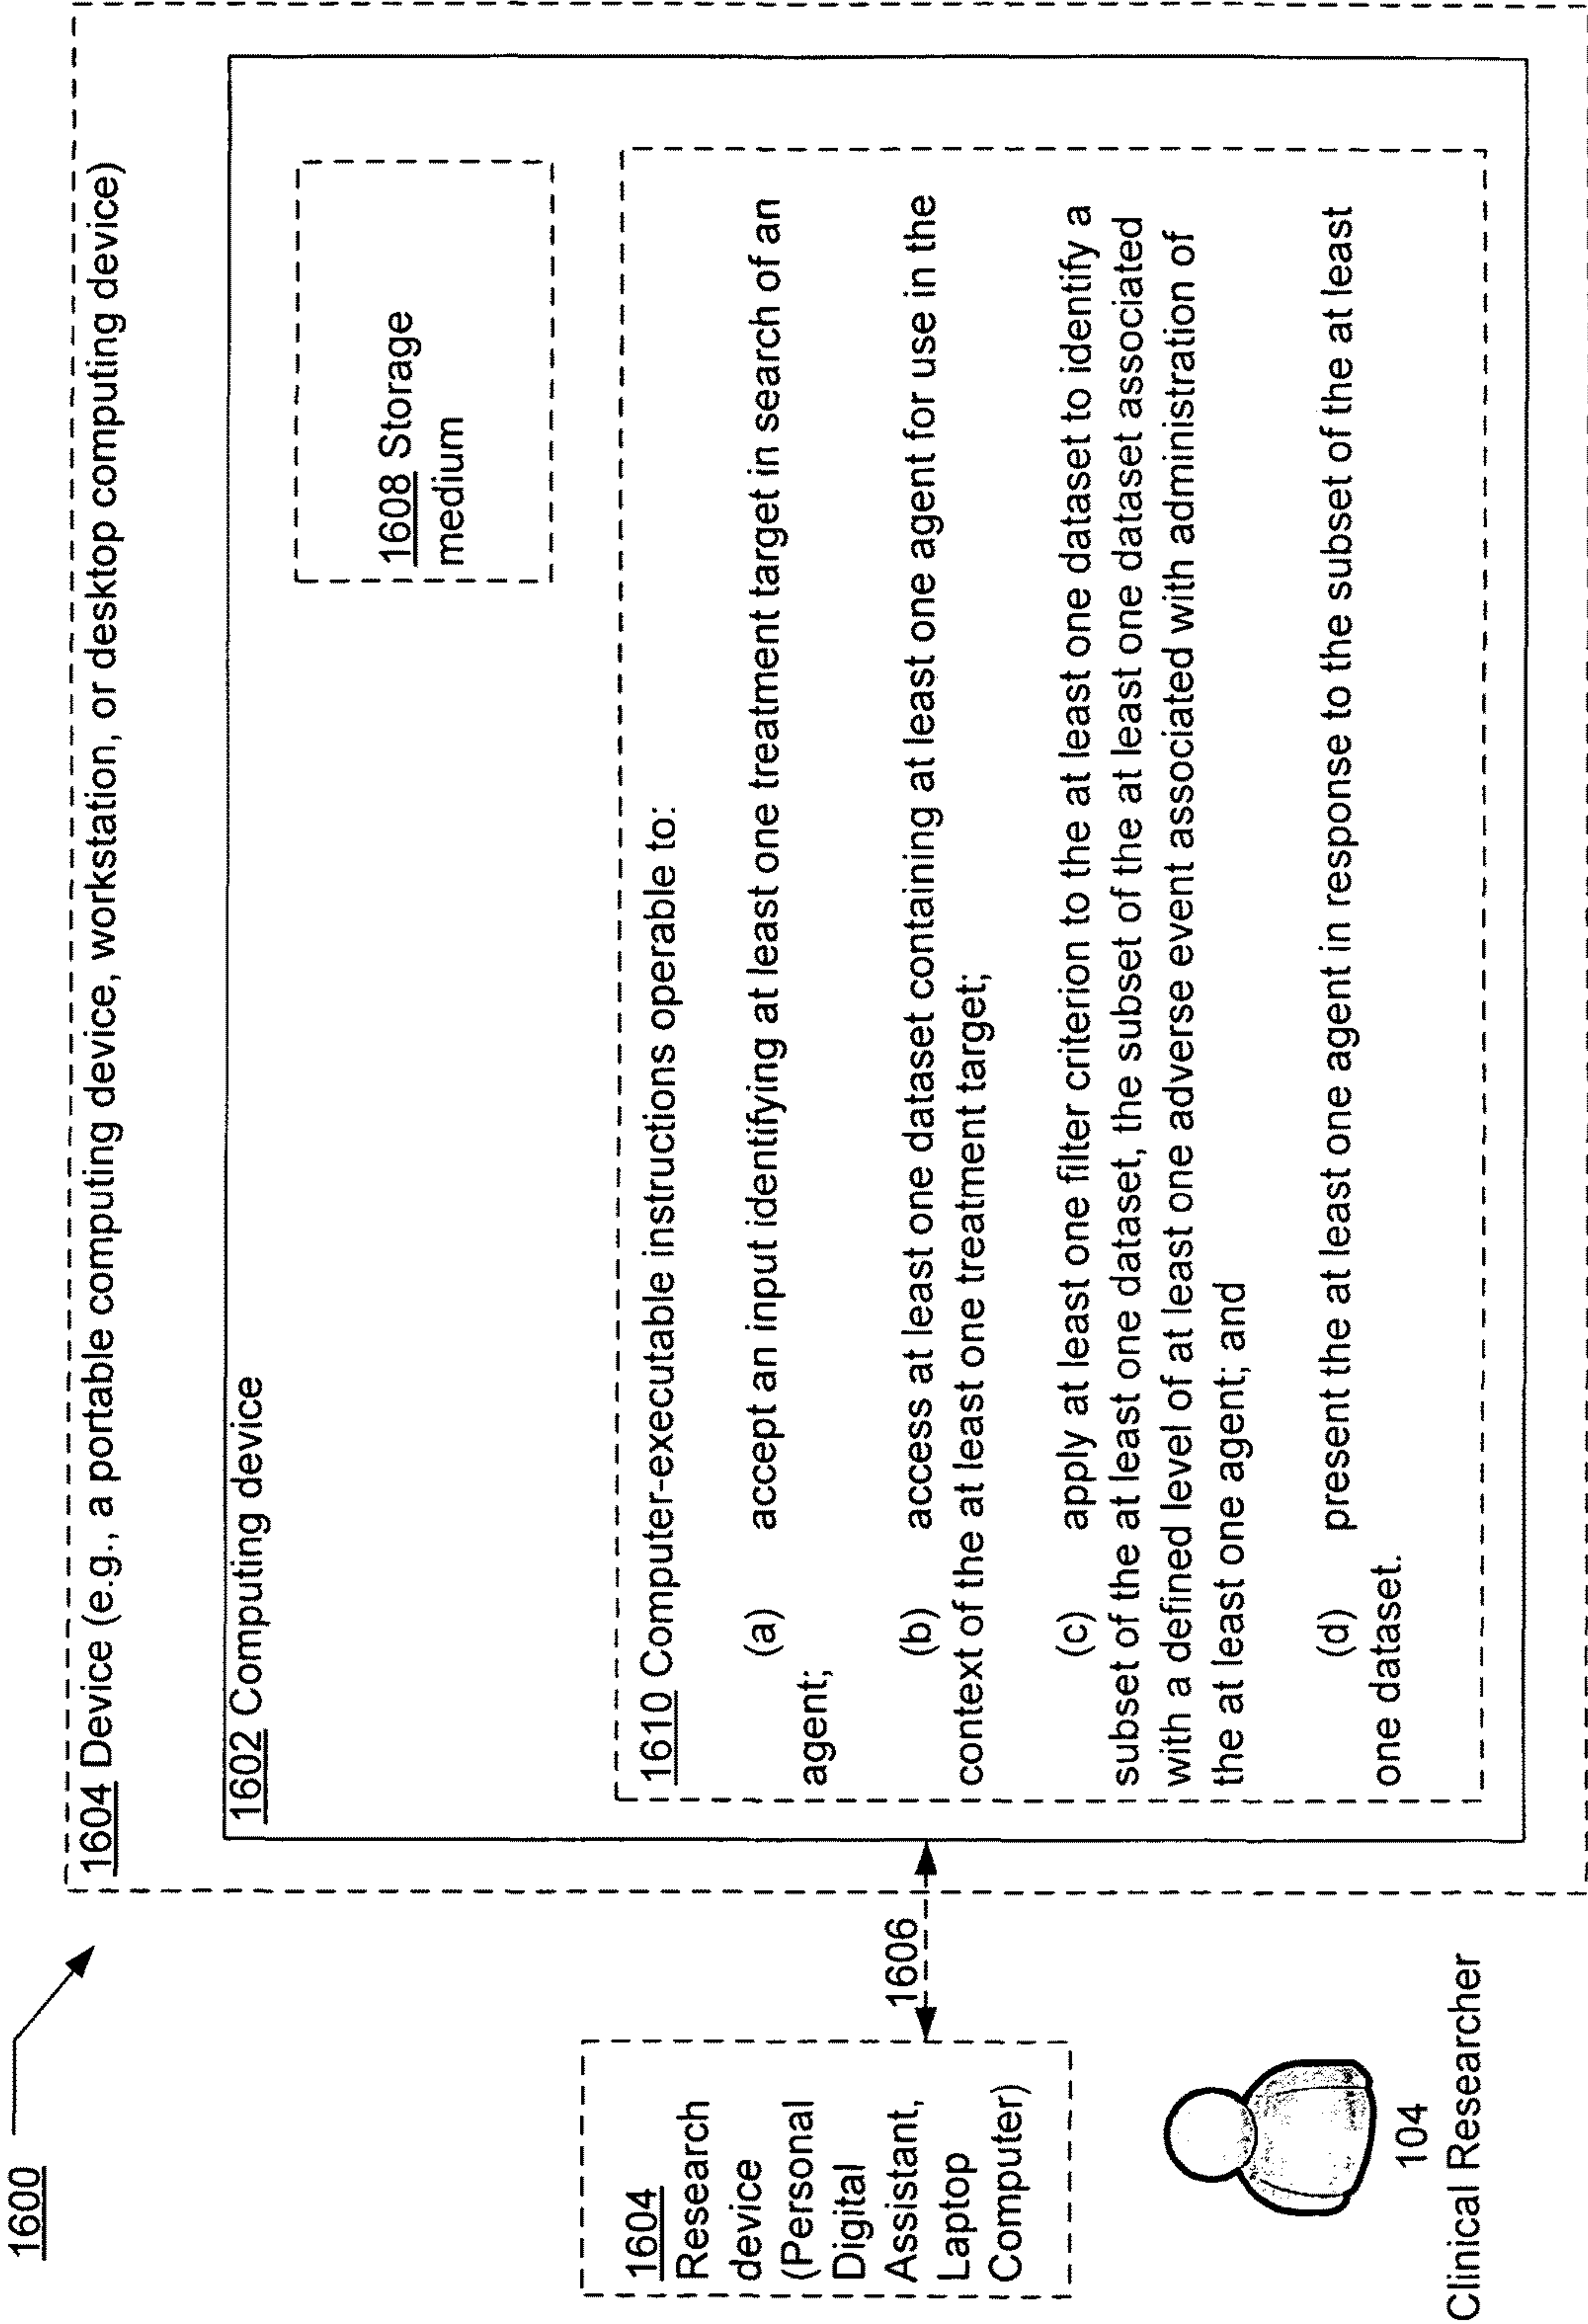 1600
1604 Device (e.g., a portable computing device, workstation, or desktop computing device)
1602 Computing device
1608 Storage
medium
1610 Computer-executable instructions operable to:
(a) accept an input identifying at least one treatment target in search of an
agent;
(b) access at least one dataset containing at least one agent for use in the
context of the at least one treatment target;
(c) apply at least one filter criterion to the at least one dataset to identify a
subset of the at least one dataset, the subset of the at least one dataset associated
with a defined level of at least one adverse event associated with administration of
the at least one agent; and
(d) present the at least one agent in response to the subset of the at least
one dataset.
1606
1604
Research
device
(Personal
Digital
Assistant,
Laptop
Computer)
104
Clinical Researcher